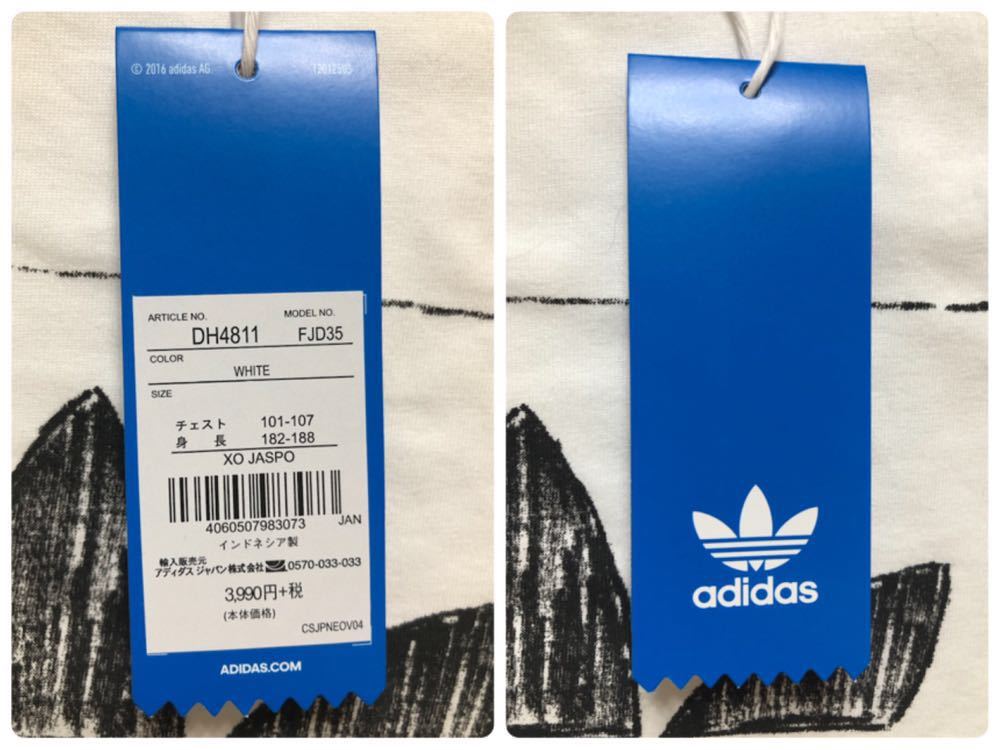 © 2016 adidas AG
ARTICLE NO. MODEL NO.
DH4811 FJD35
COLOR
WHITE
SIZE
チェスト 101-107
身長 182-188
XO JASPO
4060507983073 JAN
インドネシア製
輸入販売元
アディダス ジャパン株式会社 0570-033-033
3,990円+税
(本体価格)
CSJPNEOV04
ADIDAS.COM
adidas